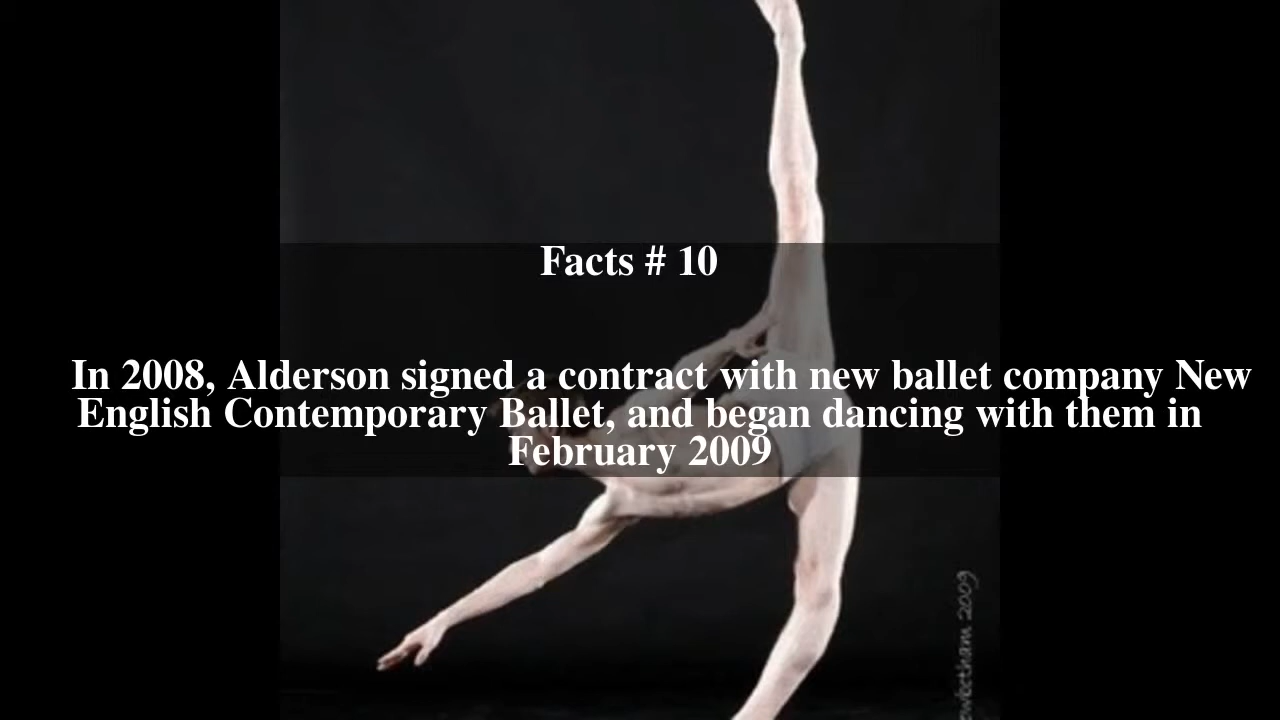 Facts # 10
In 2008, Alderson signed a contract with new ballet company New
English Contemporary Ballet, and began dancing with them in
February 2009
2009